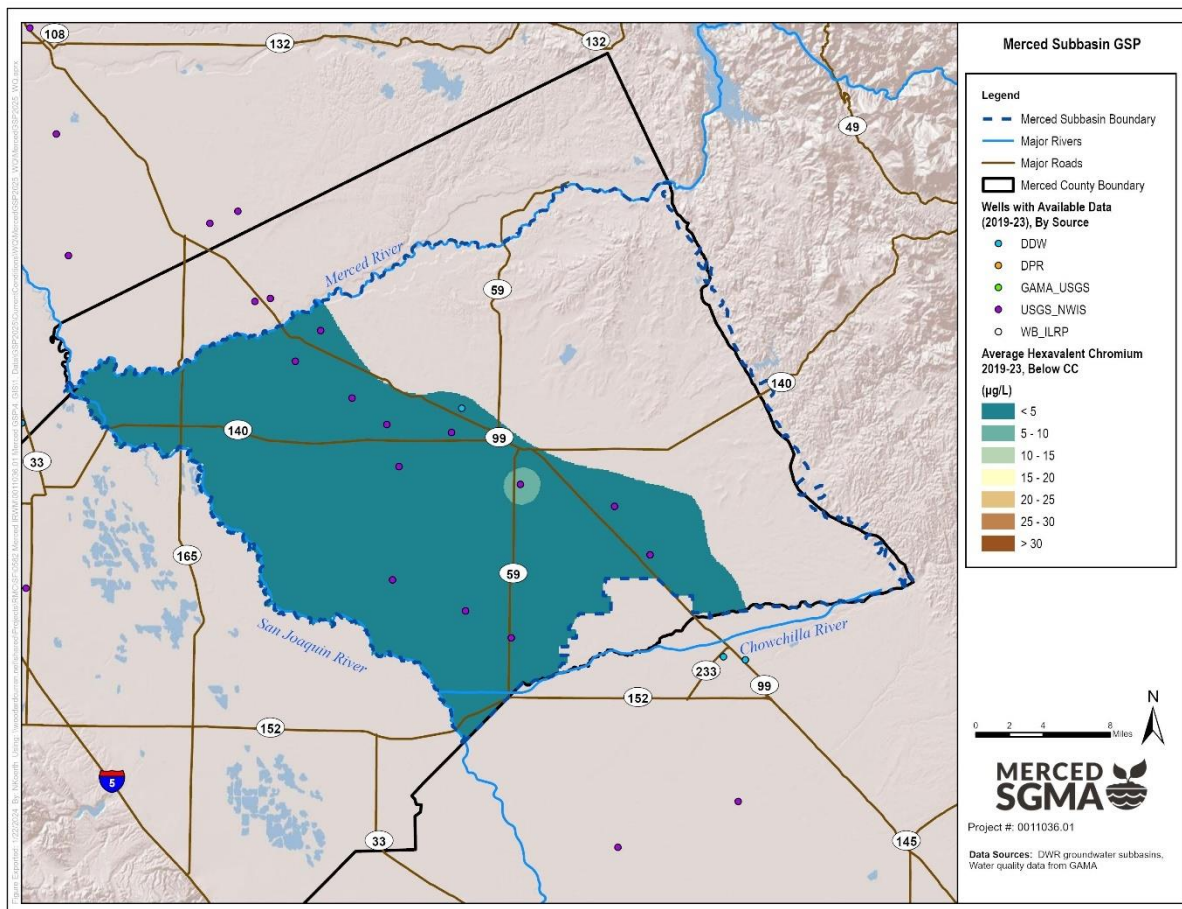 Merced Subbasin GSP
Legend
Merced Subbasin Boundary
Major Rivers
Major Roads
Merced County Boundary
Wells with Available Data
(2019-23), By Source
DDW
DPR
GAMA_USGS
USGS_NWIS
WB_ILRP
Average Hexavalent Chromium
2019-23, Below CC
(µg/L)
< 5
5 - 10
10 - 15
15 - 20
20 - 25
25 - 30
> 30
N
0 2 4 8
Miles
MERCED
SGMA
Project #: 0011036.01
Data Sources: DWR groundwater subbasins,
Water quality data from GAMA
108
132
132
49
Merced River
59
140
140
99
33
165
59
San Joaquin River
Chowchilla River
233
99
152
152
5
33
145